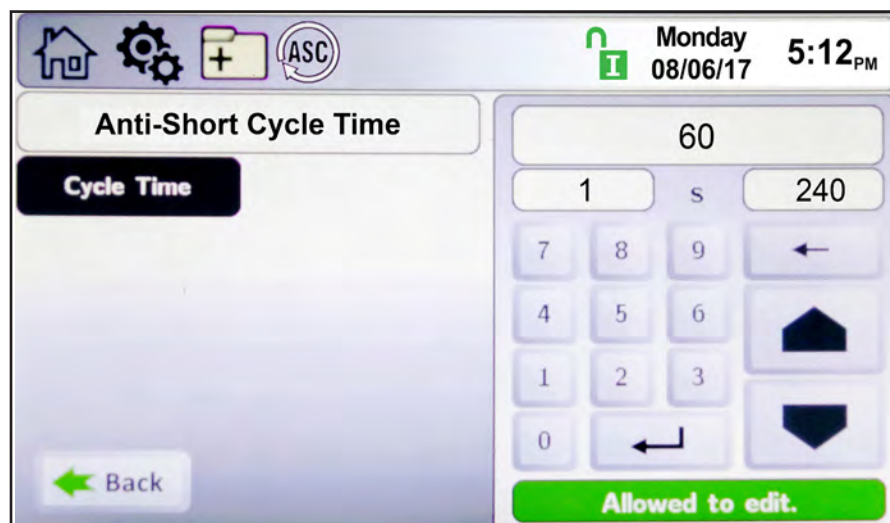 ASC
I
Monday
08/06/17
5:12PM
Anti-Short Cycle Time
60
Cycle Time
1 s 240
7 8 9
4 5 6
1 2 3
0
Back
Allowed to edit.